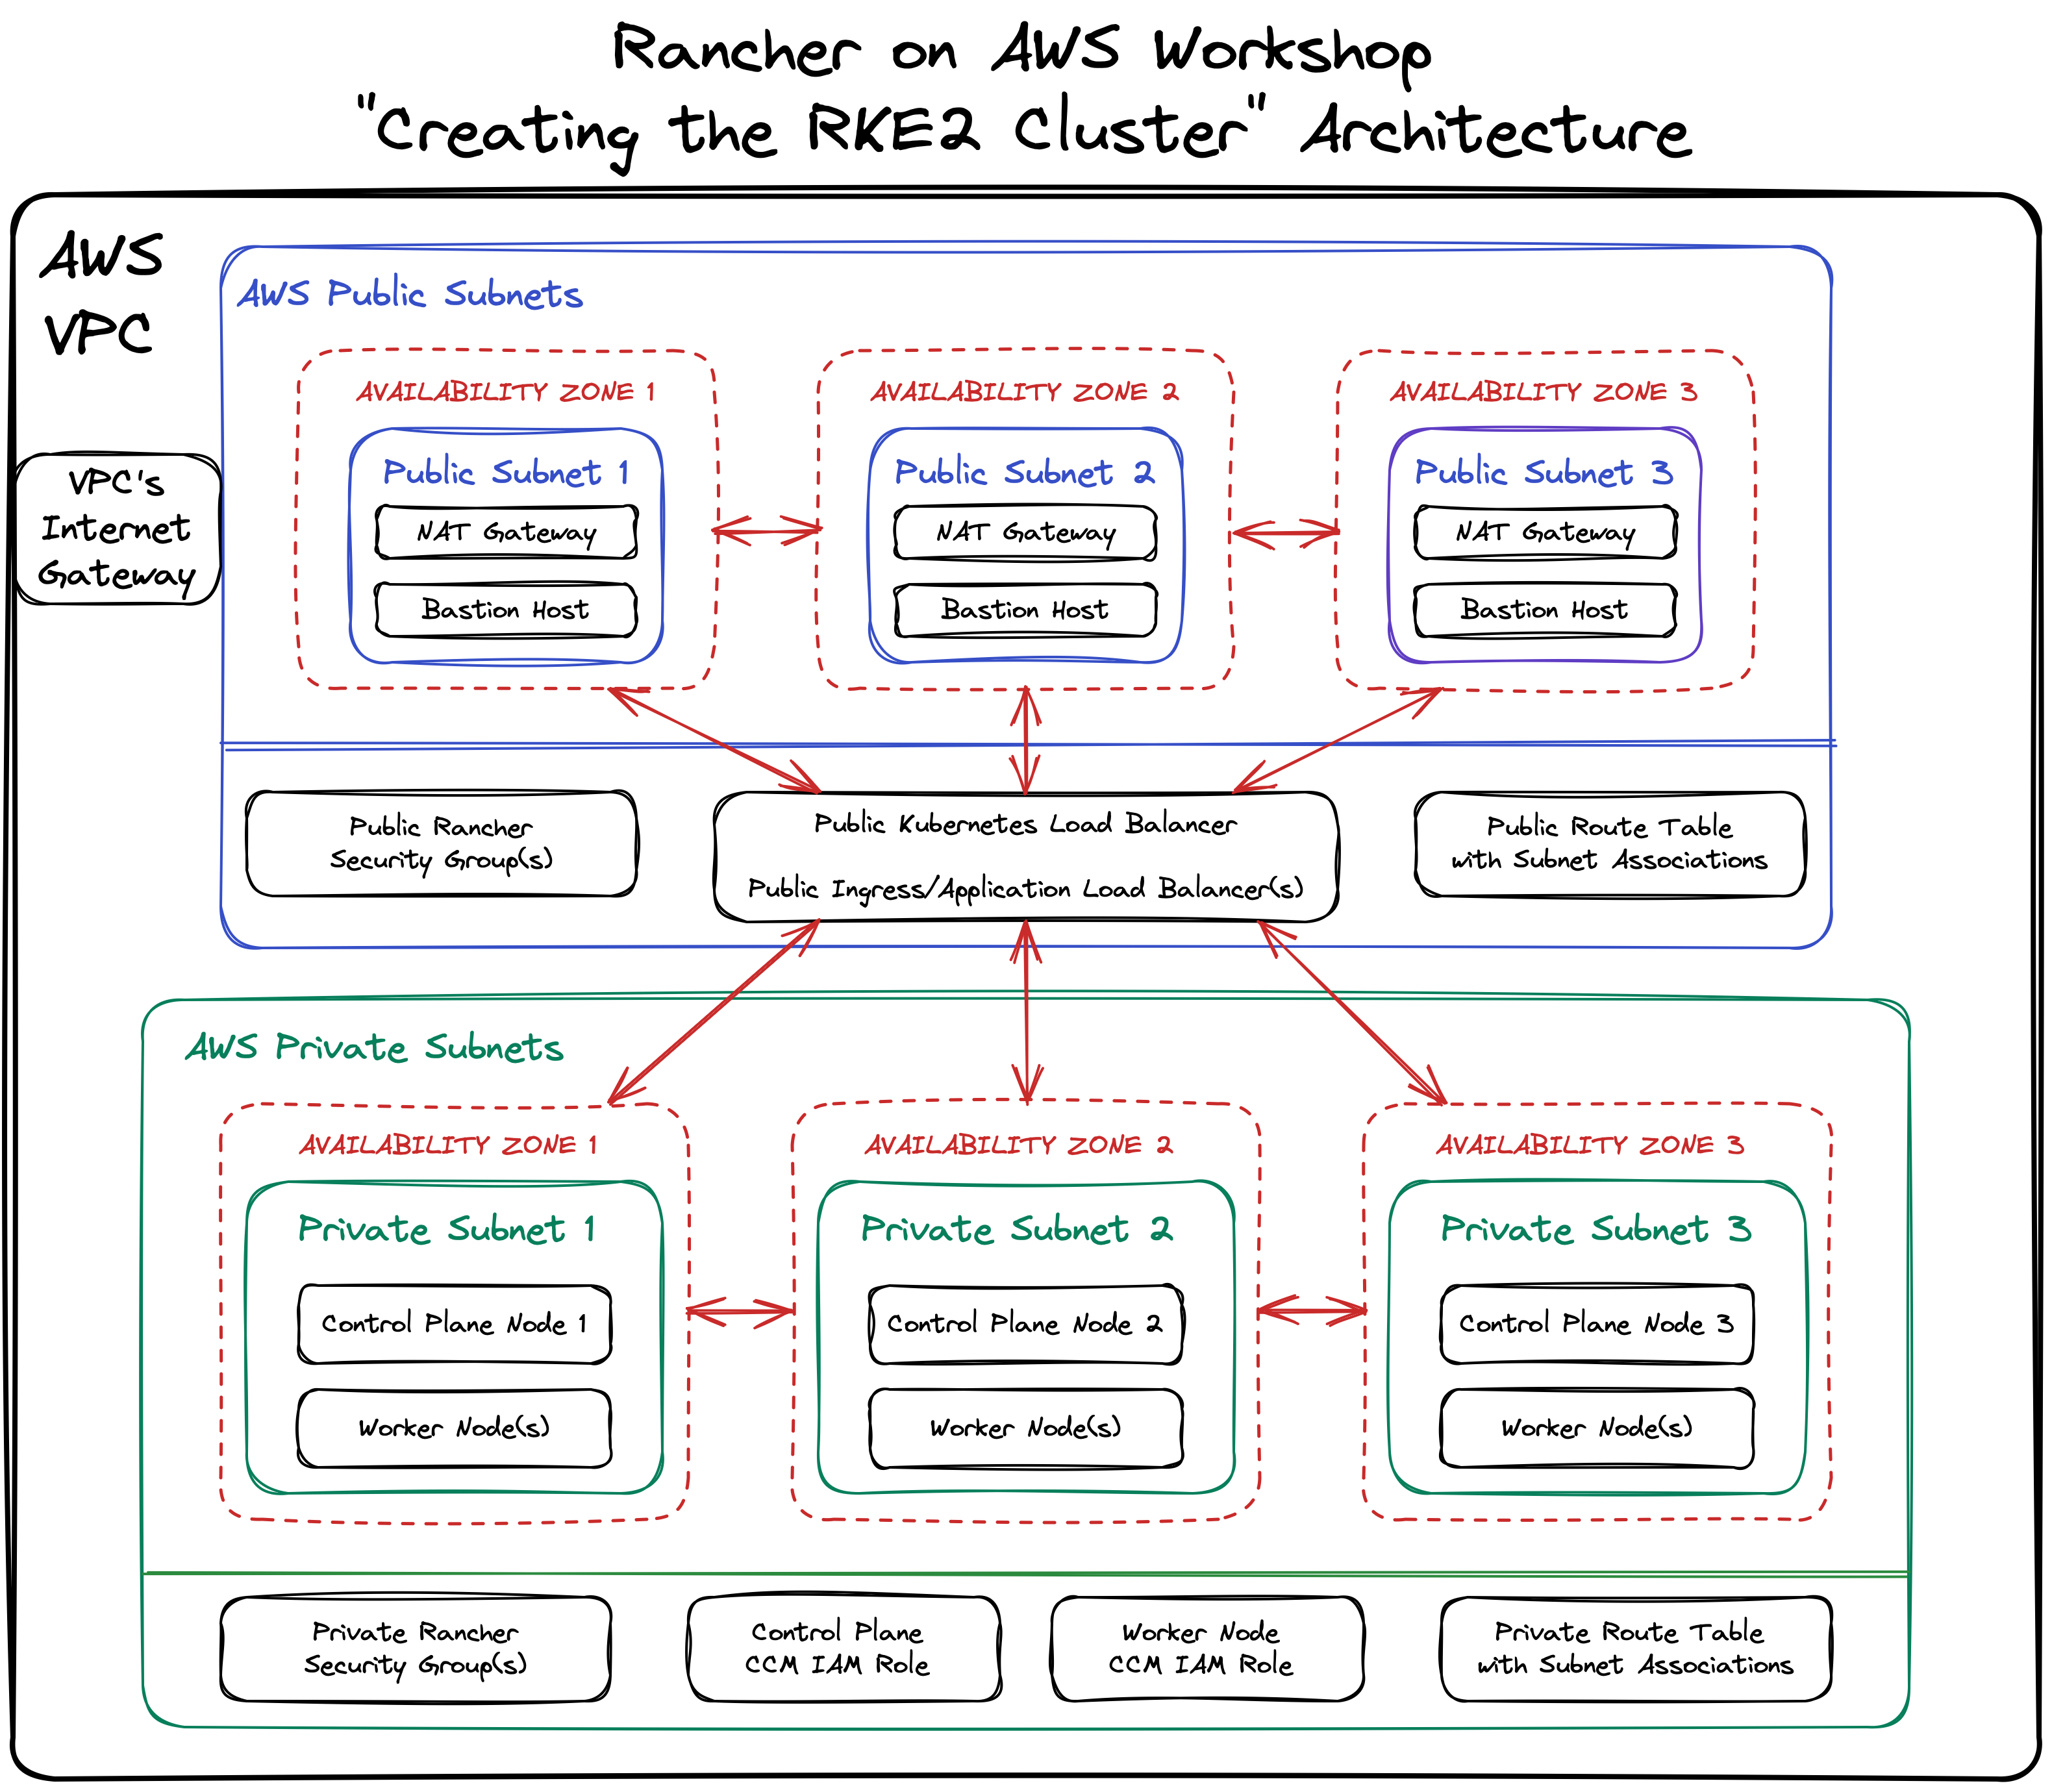 Rancher on AWS Workshop
"Creating the RKE2 Cluster" Architecture
AWS
VPC
AWS Public Subnets
VPC's
Internet
Gateway
AVAILABILITY ZONE 1
Public Subnet 1
NAT Gateway
Bastion Host
AVAILABILITY ZONE 2
Public Subnet 2
NAT Gateway
Bastion Host
AVAILABILITY ZONE 3
Public Subnet 3
NAT Gateway
Bastion Host
Public Rancher
Security Group(s)
Public Kubernetes Load Balancer
Public Ingress/Application Load Balancer(s)
Public Route Table
with Subnet Associations
AWS Private Subnets
AVAILABILITY ZONE 1
Private Subnet 1
Control Plane Node 1
Worker Node(s)
AVAILABILITY ZONE 2
Private Subnet 2
Control Plane Node 2
Worker Node(s)
AVAILABILITY ZONE 3
Private Subnet 3
Control Plane Node 3
Worker Node(s)
Private Rancher
Security Group(s)
Control Plane
CCM IAM Role
Worker Node
CCM IAM Role
Private Route Table
with Subnet Associations